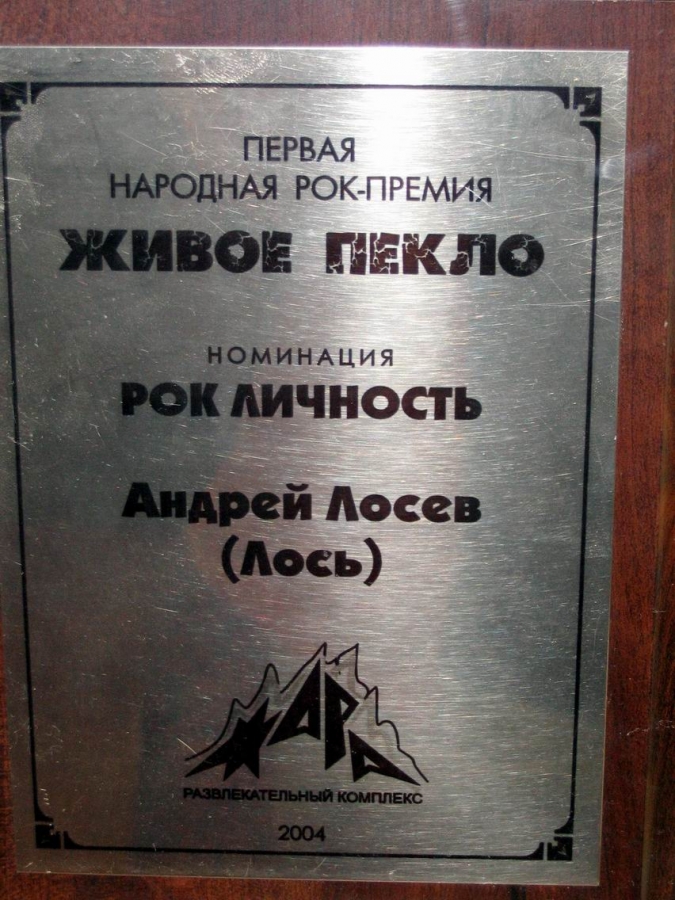 ПЕРВАЯ
НАРОДНАЯ РОК-ПРЕМИЯ
ЖИВОЕ ПЕКЛО
НОМИНАЦИЯ
РОК ЛИЧНОСТЬ
Андрей Лосев
(Лось)
ЖАРА
РАЗВЛЕКАТЕЛЬНЫЙ КОМПЛЕКС
2004